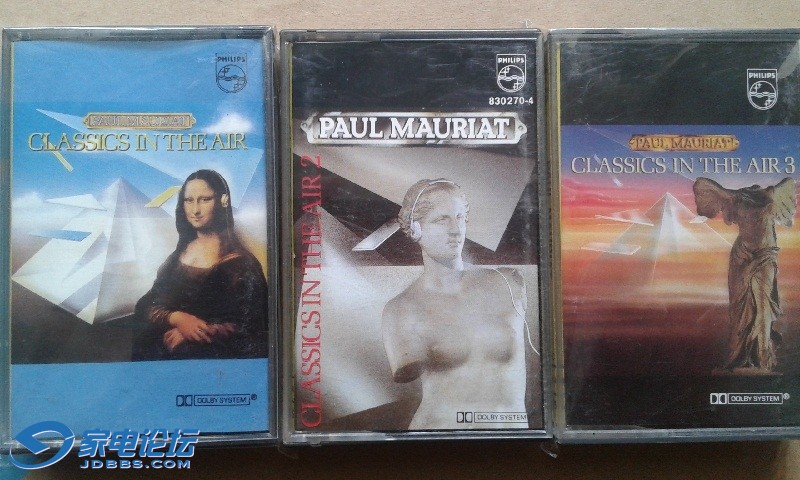 PHILIPS
PAUL MAURIAT
CLASSICS IN THE AIR
DOLBY SYSTEM ®
PHILIPS
830270-4
PAUL MAURIAT
CLASSICS IN THE AIR 2
DOLBY SYSTEM
PHILIPS
PAUL MAURIAT
CLASSICS IN THE AIR 3
DOLBY SYSTEM ®
家电论坛
JDBBS.COM